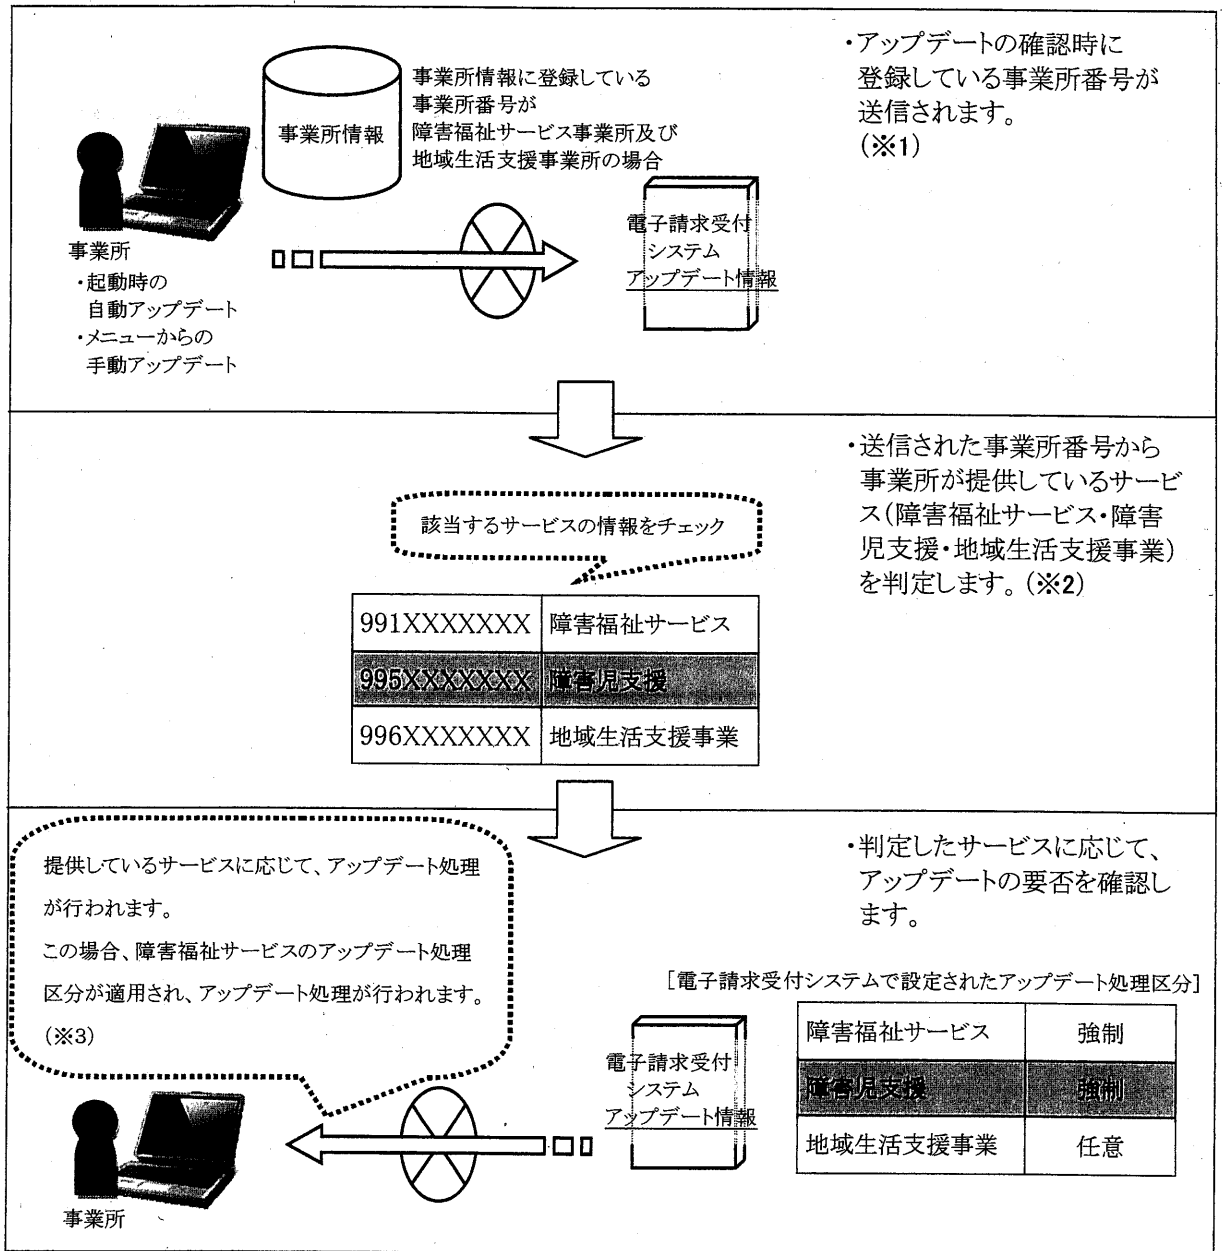 ・アップデートの確認時に
登録している事業所番号が
送信されます。
(※1)
事業所情報
事業所情報に登録している
事業所番号が
障害福祉サービス事業所及び
地域生活支援事業所の場合
電子請求受付
システム
アップデート情報
事業所
・起動時の
自動アップデート
・メニューからの
手動アップデート
・送信された事業所番号から
事業所が提供しているサービ
ス(障害福祉サービス・障害
児支援・地域生活支援事業)
を判定します。(※2)
該当するサービスの情報をチェック
991XXXXXXX 障害福祉サービス
995XXXXXXX 障害児支援
996XXXXXXX 地域生活支援事業
・判定したサービスに応じて、
アップデートの要否を確認し
ます。
提供しているサービスに応じて、アップデート処理
が行われます。
この場合、障害福祉サービスのアップデート処理
区分が適用され、アップデート処理が行われます。
(※3)
[電子請求受付システムで設定されたアップデート処理区分]
障害福祉サービス 強制
障害児支援 強制
地域生活支援事業 任意
電子請求受付
システム
アップデート情報
事業所